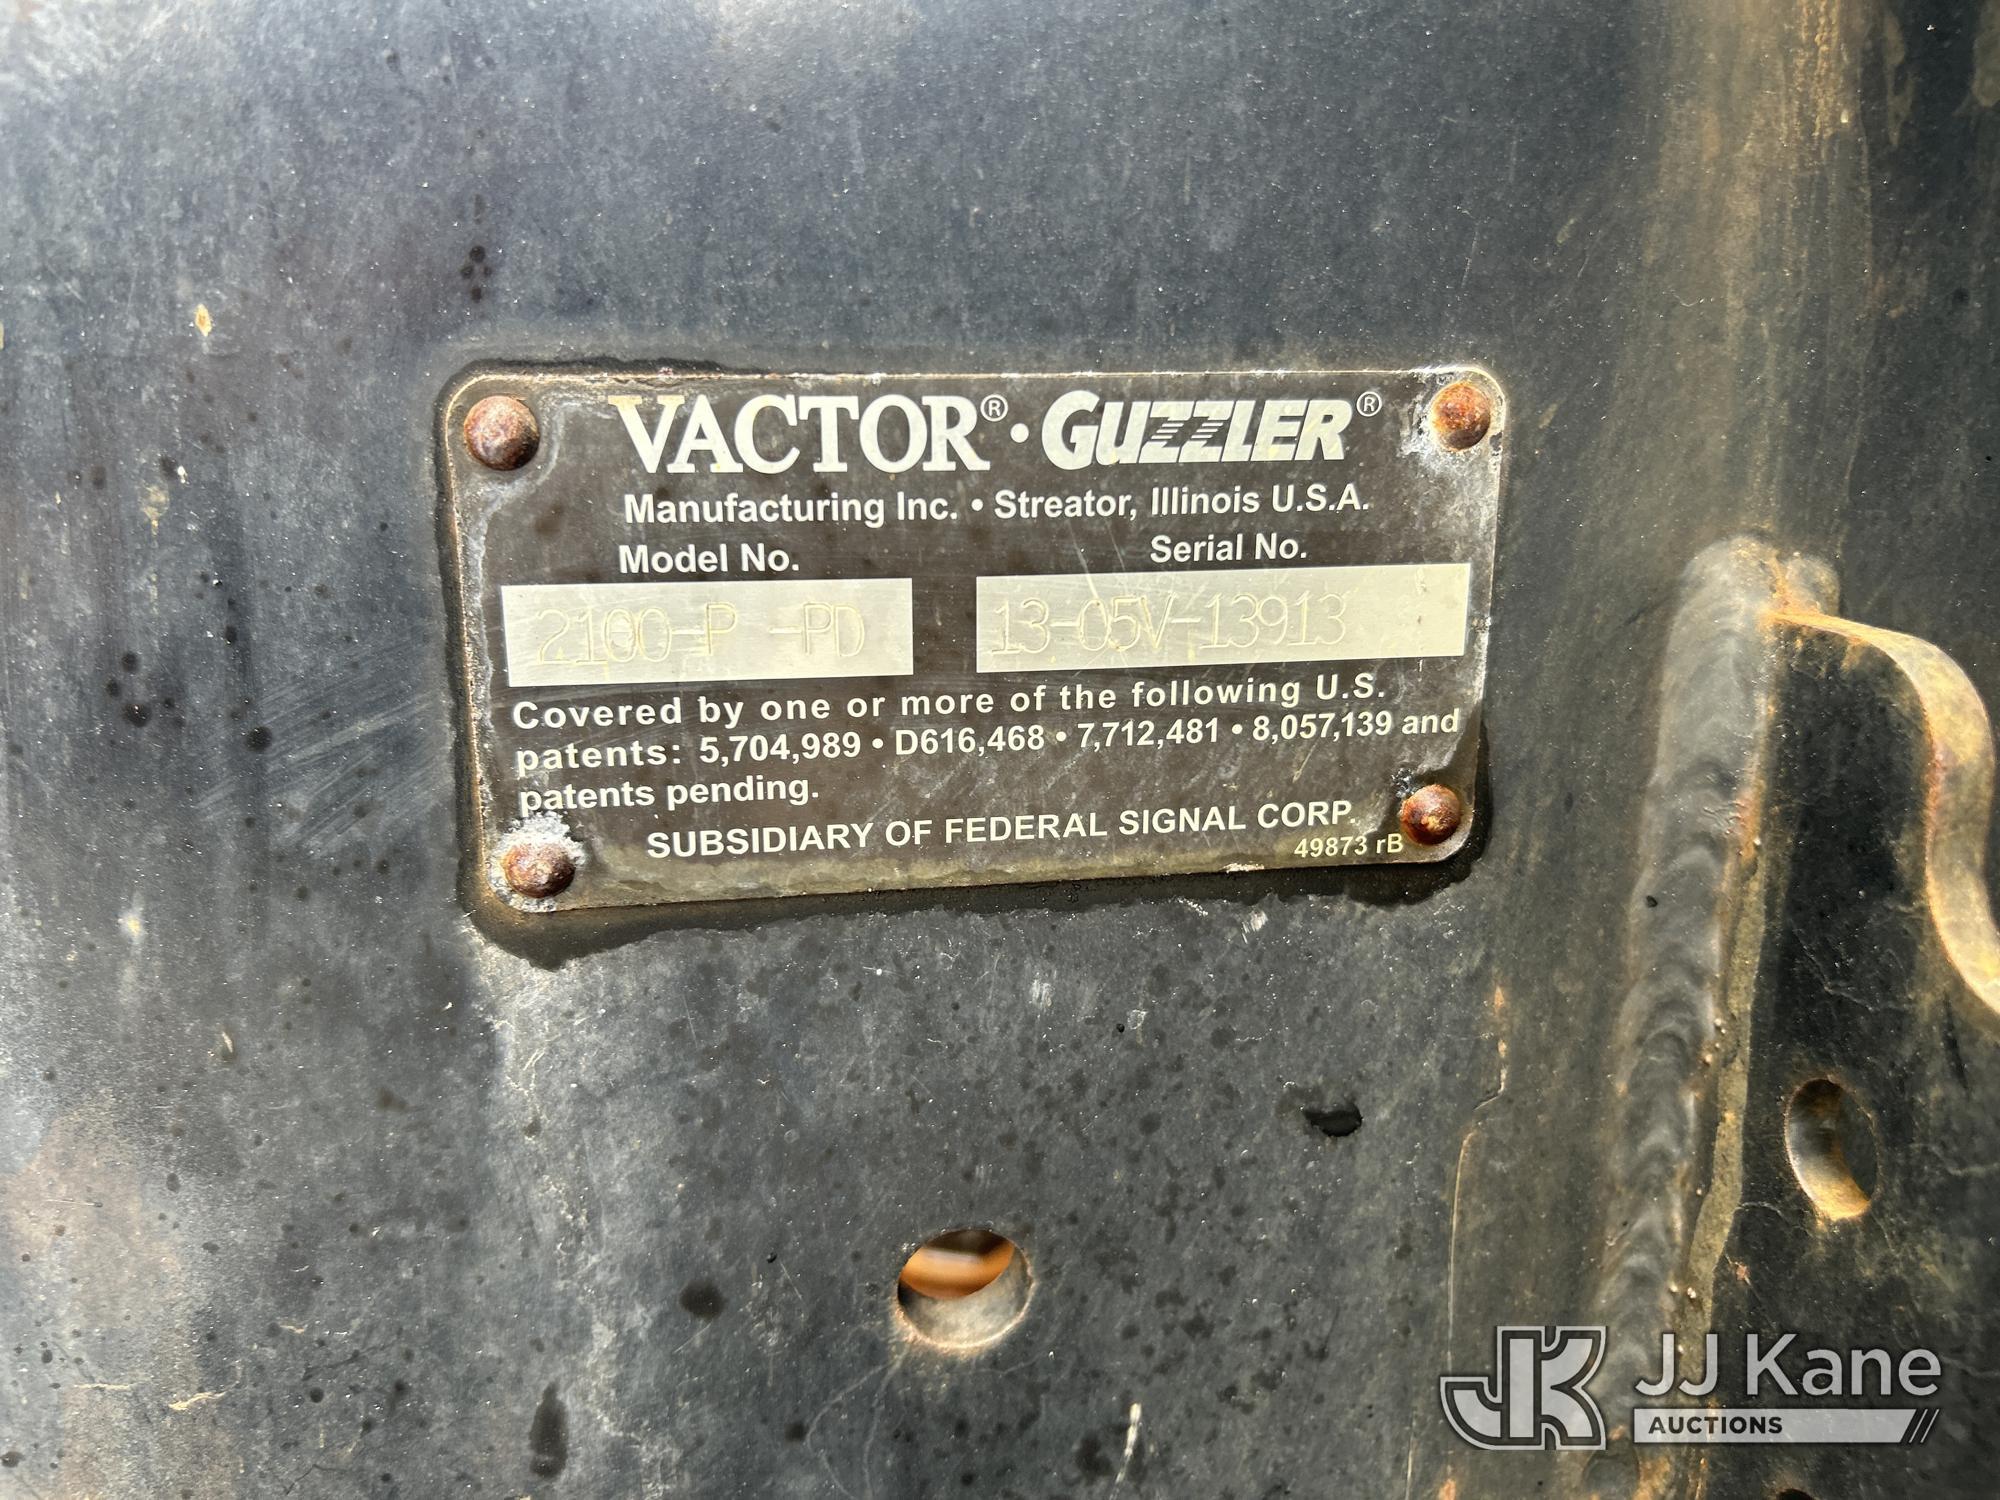 VACTOR® • GUZZLER®
Manufacturing Inc. • Streator, Illinois U.S.A.
Model No. Serial No.
2100-P -PD 13-05V-13913
Covered by one or more of the following U.S.
patents: 5,704,989 • D616,468 • 7,712,481 • 8,057,139 and
patents pending.
SUBSIDIARY OF FEDERAL SIGNAL CORP.
49873 rB
JK JJ Kane
AUCTIONS